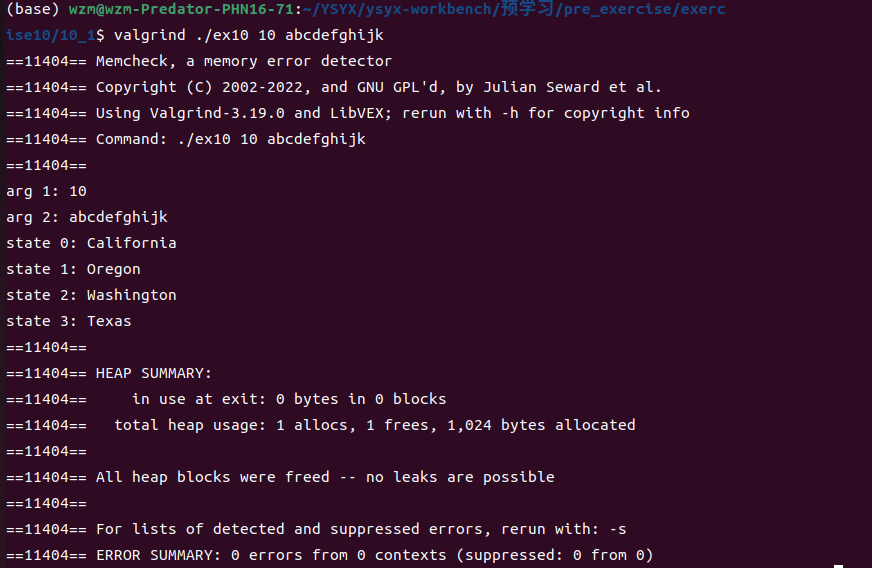 (base) wzm@wzm-Predator-PHN16-71:~/YSYX/ysyx-workbench/预学习/pre_exercise/exerc
ise10/10_1$ valgrind ./ex10 10 abcdefghijk
==11404== Memcheck, a memory error detector
==11404== Copyright (C) 2002-2022, and GNU GPL'd, by Julian Seward et al.
==11404== Using Valgrind-3.19.0 and LibVEX; rerun with -h for copyright info
==11404== Command: ./ex10 10 abcdefghijk
==11404==
arg 1: 10
arg 2: abcdefghijk
state 0: California
state 1: Oregon
state 2: Washington
state 3: Texas
==11404==
==11404== HEAP SUMMARY:
==11404==     in use at exit: 0 bytes in 0 blocks
==11404==   total heap usage: 1 allocs, 1 frees, 1,024 bytes allocated
==11404==
==11404== All heap blocks were freed -- no leaks are possible
==11404==
==11404== For lists of detected and suppressed errors, rerun with: -s
==11404== ERROR SUMMARY: 0 errors from 0 contexts (suppressed: 0 from 0)